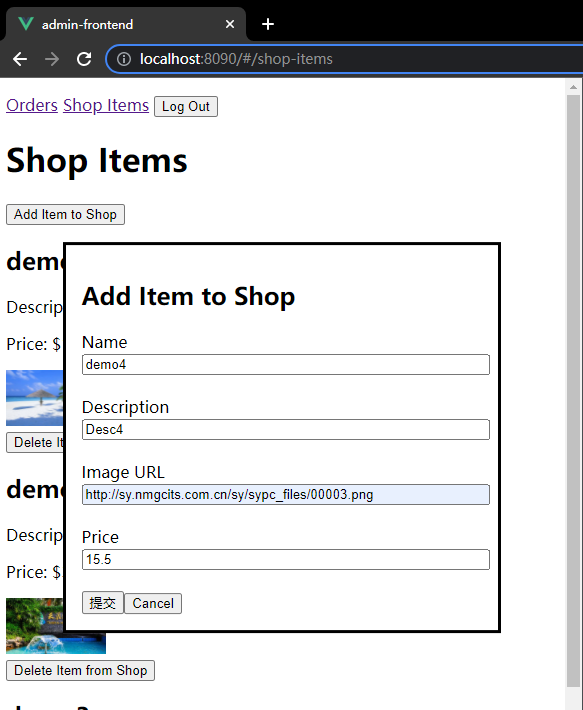 admin-frontend
localhost:8090/#/shop-items
Orders Shop Items Log Out
Shop Items
Add Item to Shop
Add Item to Shop
Name
demo4
Description
Desc4
Image URL
http://sy.nmgcits.com.cn/sy/sypc_files/00003.png
Price
15.5
提交 Cancel
dem
Descrip
Price: $
Delete It
dem
Descrip
Price: $
Delete Item from Shop